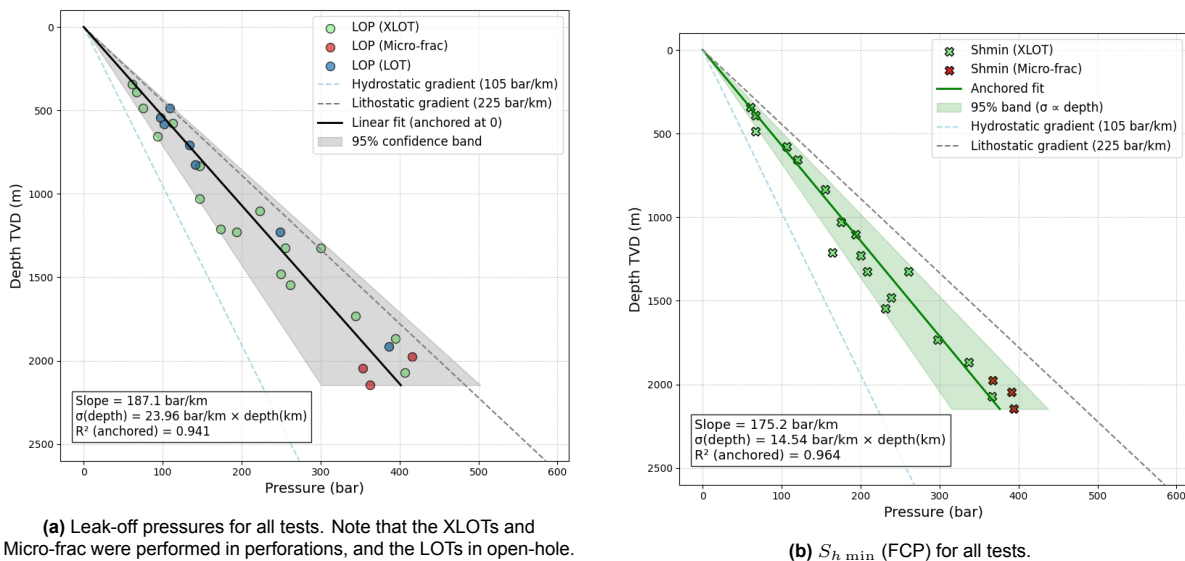 0
500
1000
1500
2000
2500
Depth TVD (m)
0
100
200
300
400
500
600
Pressure (bar)
LOP (XLOT)
LOP (Micro-frac)
LOP (LOT)
Hydrostatic gradient (105 bar/km)
Lithostatic gradient (225 bar/km)
Linear fit (anchored at 0)
95% confidence band
Slope = 187.1 bar/km
σ(depth) = 23.96 bar/km × depth(km)
R² (anchored) = 0.941
(a) Leak-off pressures for all tests. Note that the XLOTs and
Micro-frac were performed in perforations, and the LOTs in open-hole.
0
500
1000
1500
2000
2500
Depth TVD (m)
0
100
200
300
400
500
600
Pressure (bar)
Shmin (XLOT)
Shmin (Micro-frac)
Anchored fit
95% band (σ ∝ depth)
Hydrostatic gradient (105 bar/km)
Lithostatic gradient (225 bar/km)
Slope = 175.2 bar/km
σ(depth) = 14.54 bar/km × depth(km)
R² (anchored) = 0.964
(b) S_{h min} (FCP) for all tests.